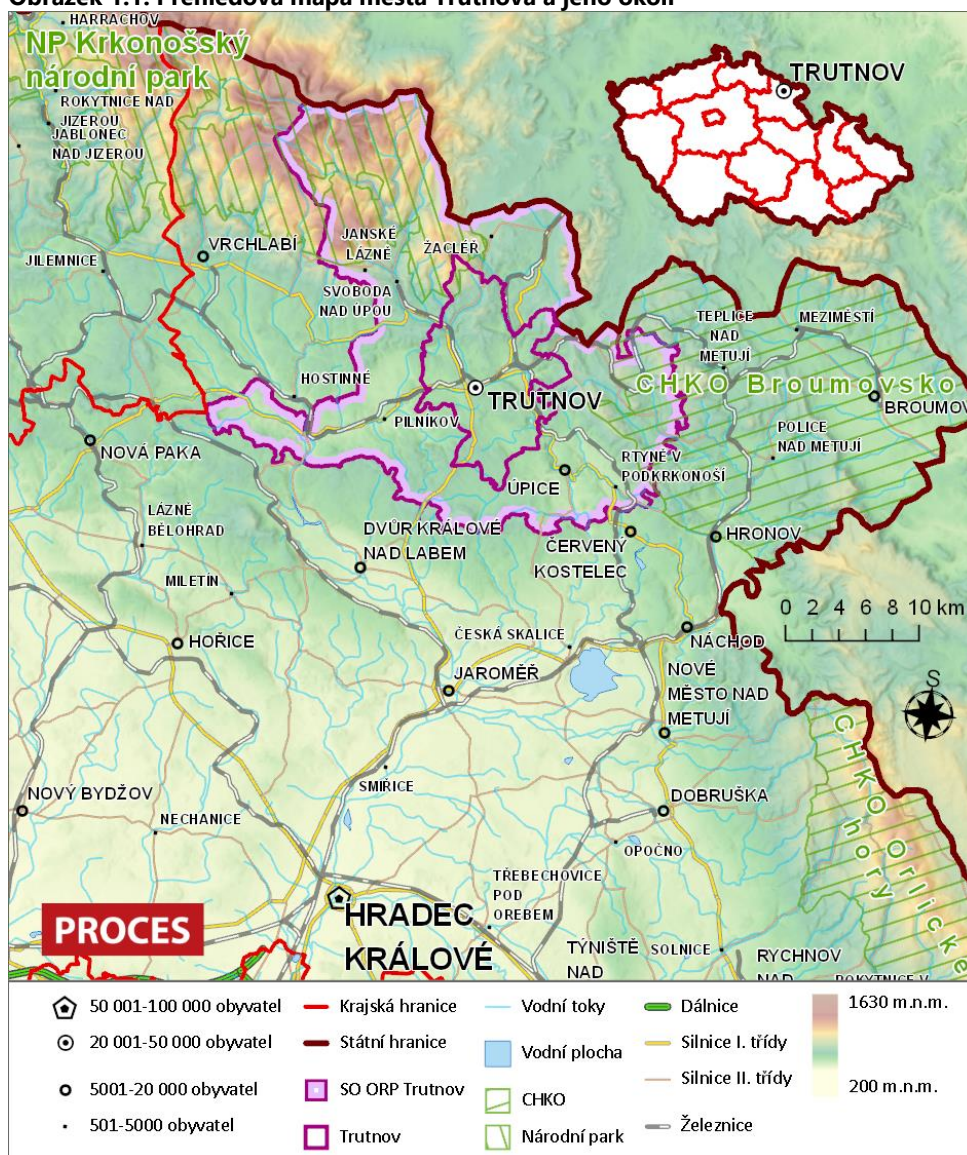 Obrázek 1.1: Přehledová mapa města Trutnova a jeho okolí
HARRACHOV
NP Krkonošský
národní park
TRUTNOV
ROKYTNICE NAD
JIZEROU
JABLONEC
NAD JIZEROU
VRCHLABÍ
JANSKÉ
LÁZNĚ
ŽACLÉŘ
JILEMNICE
SVOBODA
NAD ÚPOU
TEPLICE
NAD
METUJÍ
MEZIMĚSTÍ
HOSTINNÉ
CHKO Broumovsko
TRUTNOV
BROUMOV
PILNÍKOV
NOVÁ PAKA
POLICE
NAD METUJÍ
RTYNĚ V
PODKRKONOŠÍ
ÚPICE
LÁZNĚ
BĚLOHRAD
DVŮR KRÁLOVÉ
NAD LABEM
ČERVENÝ
KOSTELEC
HRONOV
MILETÍN
0 2 4 6 8 10 km
HOŘICE
ČESKÁ SKALICE
NÁCHOD
JAROMĚŘ
NOVÉ
MĚSTO NAD
METUJÍ
S
CHKO Orlické
hory
SMIŘICE
NOVÝ BYDŽOV
NECHANICE
DOBRUŠKA
OPOČNO
TŘEBECHOVICE
POD
OREBEM
PROCES
HRADEC
KRÁLOVÉ
TÝNIŠTĚ
NAD
SOLNICE
RYCHNOV
NAD
ROKYTNICE V
50 001-100 000 obyvatel
20 001-50 000 obyvatel
5001-20 000 obyvatel
501-5000 obyvatel
Krajská hranice
Státní hranice
SO ORP Trutnov
Trutnov
Vodní toky
Vodní plocha
CHKO
Národní park
Dálnice
Silnice I. třídy
Silnice II. třídy
Železnice
1630 m.n.m.
200 m.n.m.